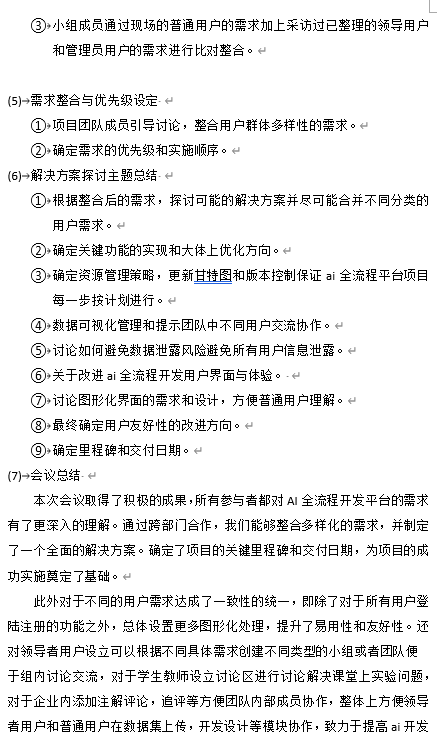 ③小组成员通过现场的普通用户的需求加上采访过已整理的领导用户
和管理员用户的需求进行比对整合。
(5)需求整合与优先级设定
①项目团队成员引导讨论，整合用户群体多样性的需求。
②确定需求的优先级和实施顺序。
(6)解决方案探讨主题总结
①根据整合后的需求，探讨可能的解决方案并尽可能合并不同分类的
用户需求。
②确定关键功能的实现和大体上优化方向。
③确定资源管理策略，更新甘特图和版本控制保证 ai 全流程平台项目
每一步按计划进行。
④数据可视化管理和提示团队中不同用户交流协作。
⑤讨论如何避免数据泄露风险避免所有用户信息泄露。
⑥关于改进 ai 全流程开发用户界面与体验。
⑦讨论图形化界面的需求和设计，方便普通用户理解。
⑧最终确定用户友好性的改进方向。
⑨确定里程碑和交付日期。
(7)会议总结
本次会议取得了积极的成果，所有参与者都对 AI 全流程开发平台的需求
有了更深入的理解。通过跨部门合作，我们能够整合多样化的需求，并制定
了一个全面的解决方案。确定了项目的关键里程碑和交付日期，为项目的成
功实施奠定了基础。
此外对于不同的用户需求达成了一致性的统一，即除了对于所有用户登
陆注册的功能之外，总体设置更多图形化处理，提升了易用性和友好性。还
对领导者用户设立可以根据不同具体需求创建不同类型的小组或者团队便
于组内讨论交流，对于学生教师设立讨论区进行讨论解决课堂上实验问题，
对于企业内添加注解评论，追评等方便团队内部成员协作，整体上方便领导
者用户和普通用户在数据集上传，开发设计等模块协作，致力于提高 ai 开发